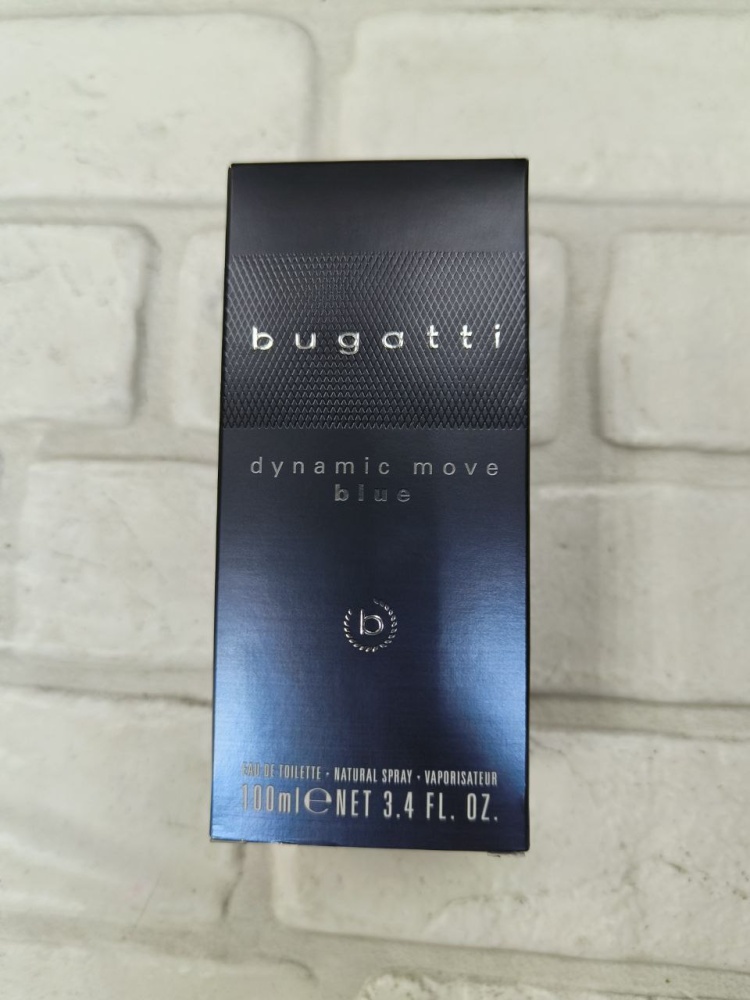 bugatti
dynamic move
blue
b
EAU DE TOILETTE • NATURAL SPRAY • VAPORISATEUR
100ml ℮ NET 3.4 FL. OZ.